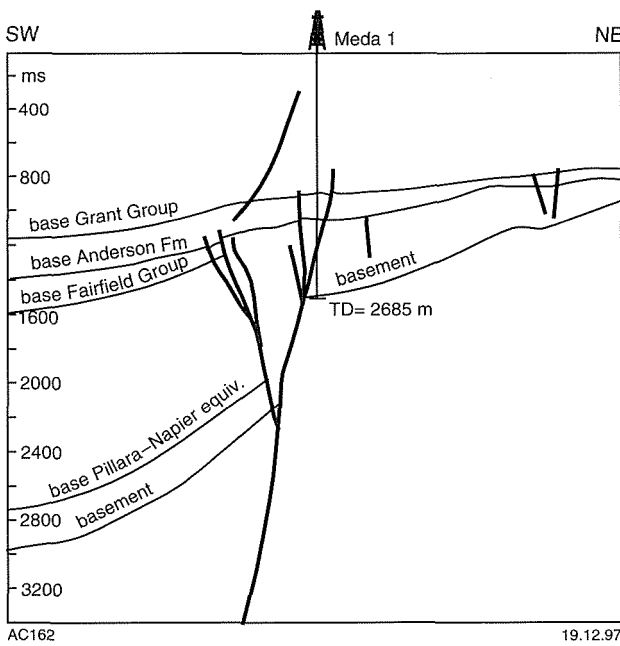 SW
Meda 1
NE
ms
400
800
base Grant Group
base Anderson Fm
basement
base Fairfield Group
TD= 2685 m
1600
2000
base Pillara–Napier equiv.
2400
basement
2800
3200
AC162
19.12.97